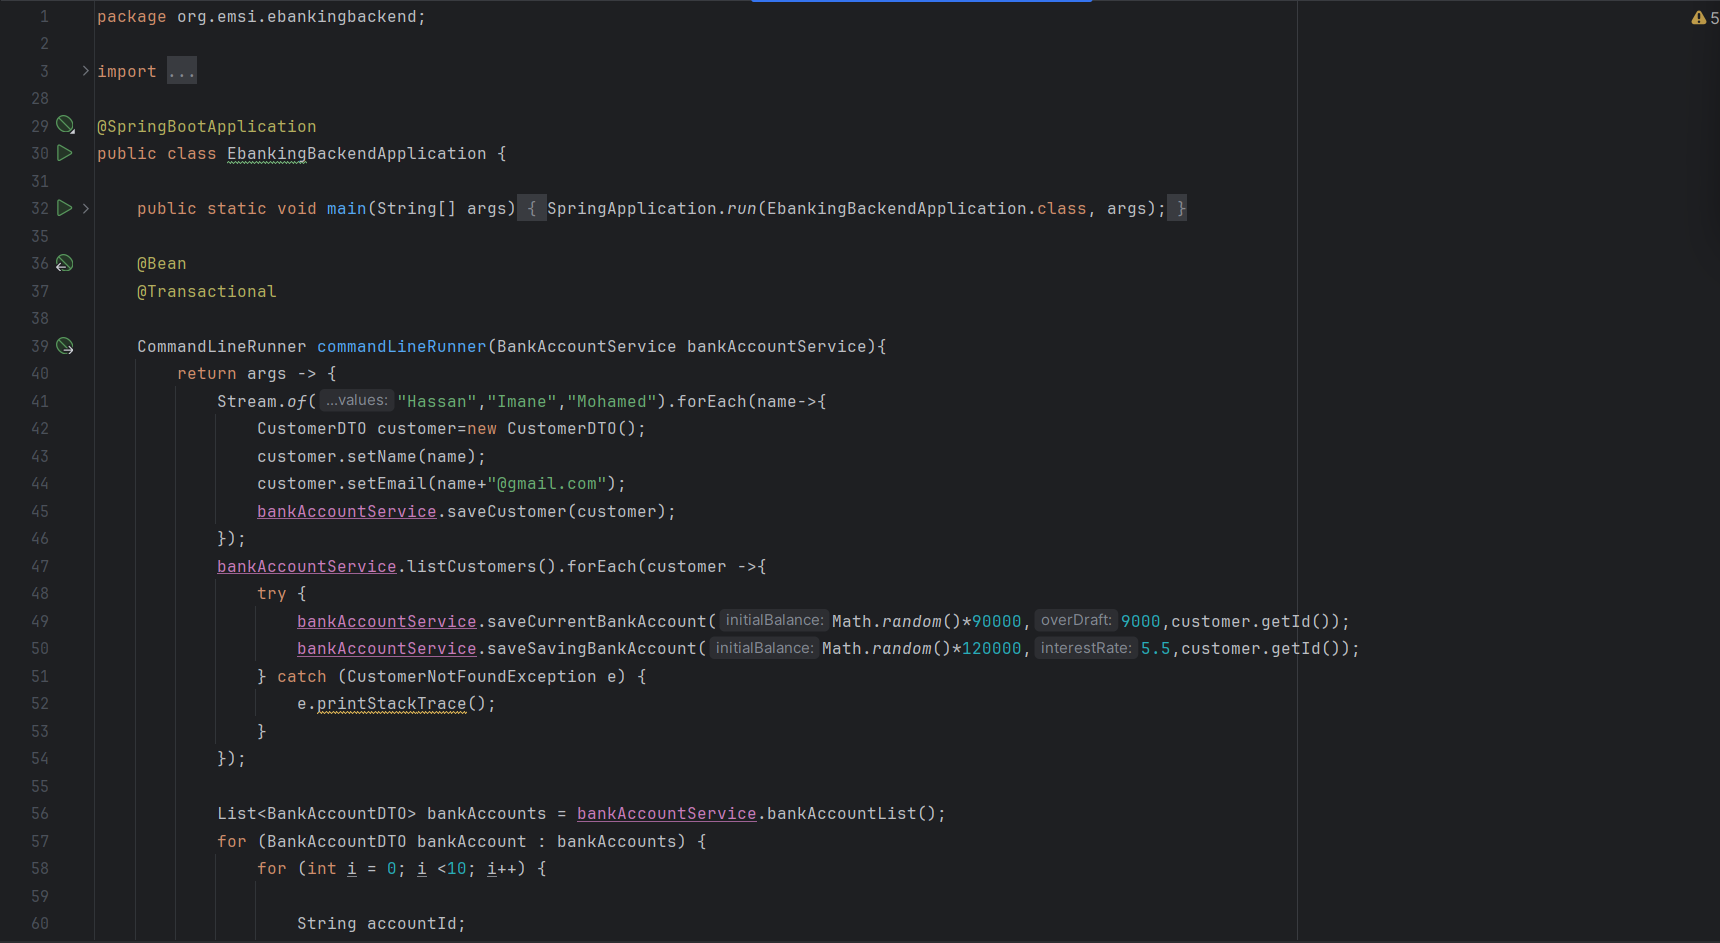 1 package org.emsi.ebankingbackend;
2
3 import ...
28
29 @SpringBootApplication
30 public class EbankingBackendApplication {
31
32 public static void main(String[] args) { SpringApplication.run(EbankingBackendApplication.class, args); }
35
36 @Bean
37 @Transactional
38
39 CommandLineRunner commandLineRunner(BankAccountService bankAccountService){
40 return args -> {
41 Stream.of( ...values: "Hassan","Imane","Mohamed").forEach(name->{
42 CustomerDTO customer=new CustomerDTO();
43 customer.setName(name);
44 customer.setEmail(name+"@gmail.com");
45 bankAccountService.saveCustomer(customer);
46 });
47 bankAccountService.listCustomers().forEach(customer ->{
48 try {
49 bankAccountService.saveCurrentBankAccount( initialBalance: Math.random()*90000, overDraft: 9000,customer.getId());
50 bankAccountService.saveSavingBankAccount( initialBalance: Math.random()*120000, interestRate: 5.5,customer.getId());
51 } catch (CustomerNotFoundException e) {
52 e.printStackTrace();
53 }
54 });
55
56 List<BankAccountDTO> bankAccounts = bankAccountService.bankAccountList();
57 for (BankAccountDTO bankAccount : bankAccounts) {
58 for (int i = 0; i <10; i++) {
59
60 String accountId;
5